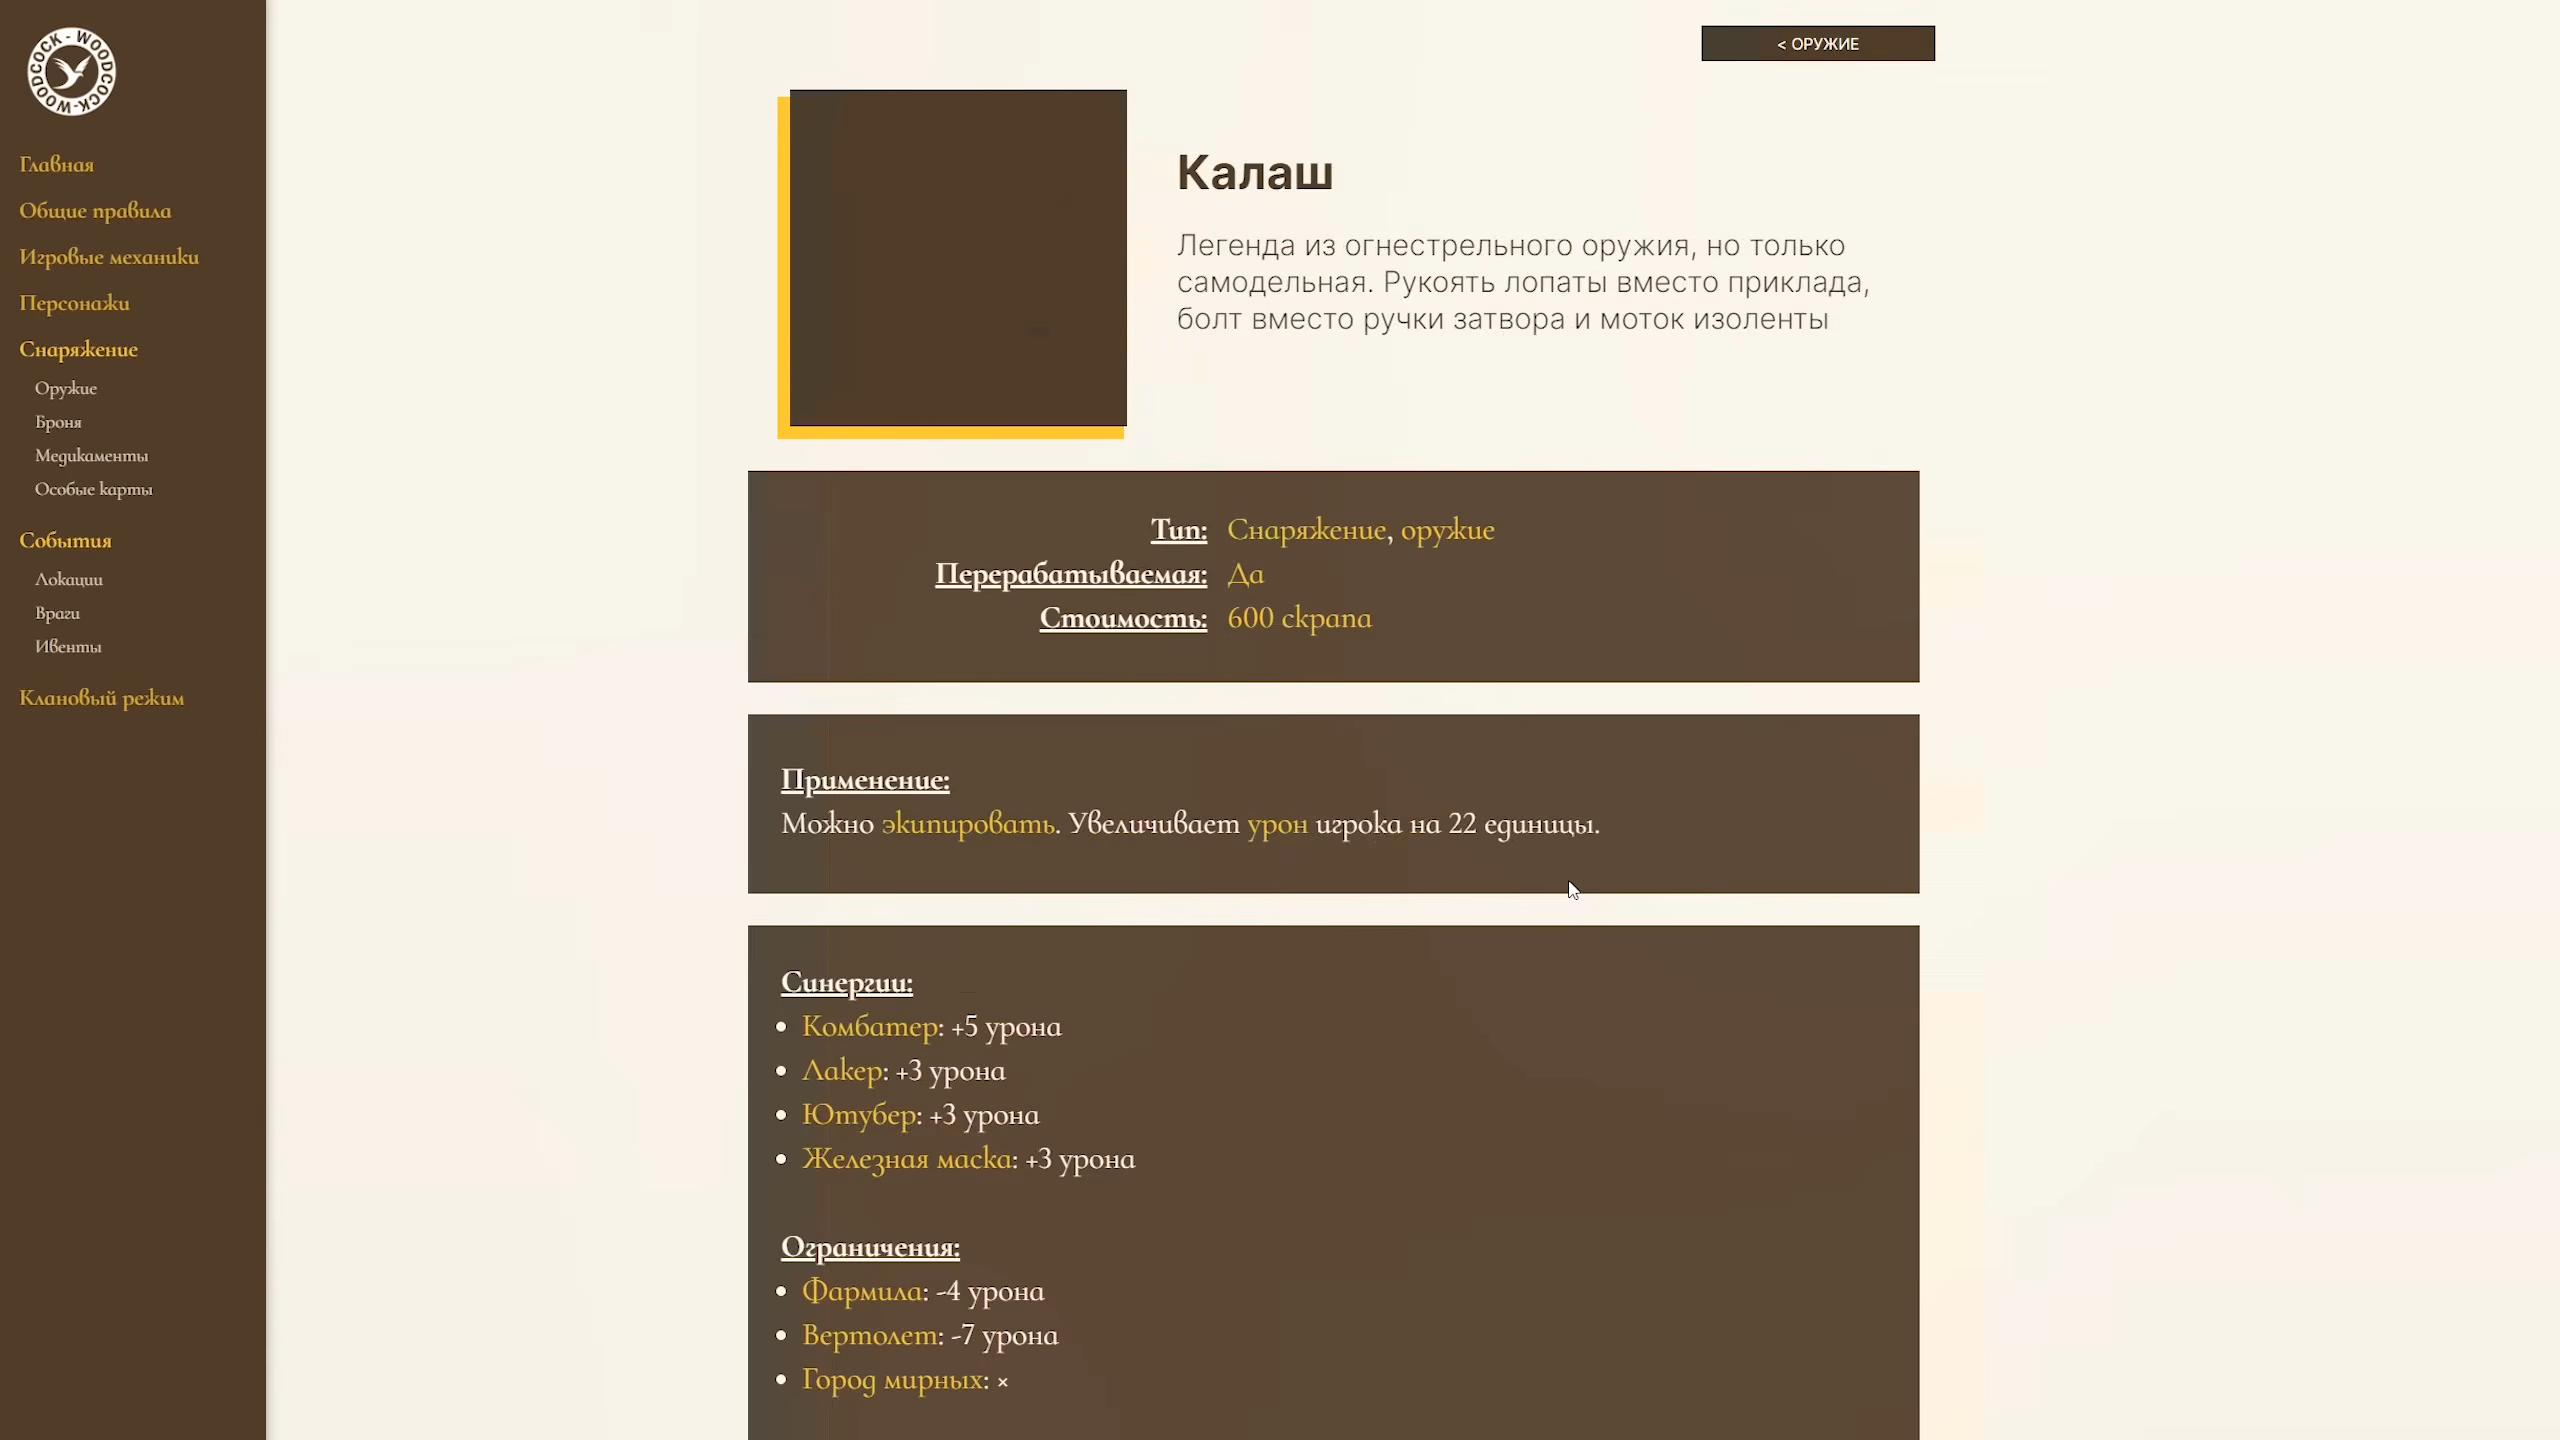 WOODCOCK - WOODCOCK -
Главная
Общие правила
Игровые механики
Персонажи
Снаряжение
Оружие
Броня
Медикаменты
Особые карты
События
Локации
Враги
Ивенты
Клановый режим
< ОРУЖИЕ
Калаш
Легенда из огнестрельного оружия, но только
самодельная. Рукоять лопаты вместо приклада,
болт вместо ручки затвора и моток изоленты
Тип: Снаряжение, оружие
Перерабатываемая: Да
Стоимость: 600 скрапа
Применение:
Можно экипировать. Увеличивает урон игрока на 22 единицы.
Синергии:
• Комбатер: +5 урона
• Лакер: +3 урона
• Ютубер: +3 урона
• Железная маска: +3 урона
Ограничения:
• Фармила: -4 урона
• Вертолет: -7 урона
• Город мирных: ×